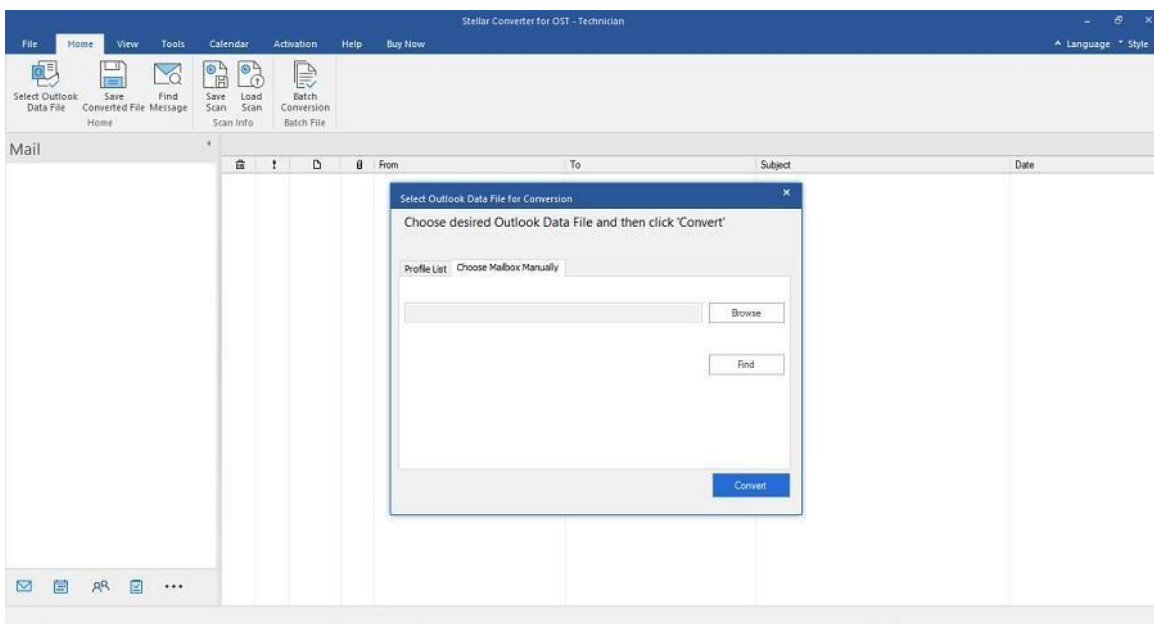 Stellar Converter for OST - Technician
File Home View Tools Calendar Activation Help Buy Now Language Style
Select Outlook Save Find Save Load Batch
Data File Converted File Message Scan Scan Conversion
Home Scan Info Batch File
Mail
From To Subject Date
Select Outlook Data File for Conversion
Choose desired Outlook Data File and then click 'Convert'
Profile List Choose Mailbox Manually
Browse
Find
Convert